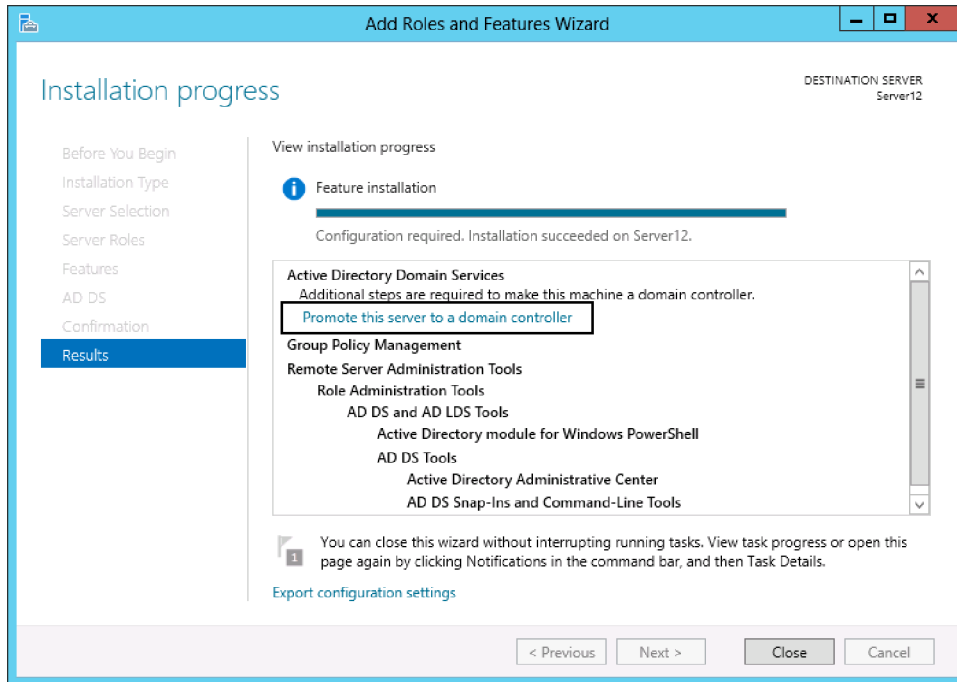 Add Roles and Features Wizard
Installation progress
DESTINATION SERVER
Server12
Before You Begin
Installation Type
Server Selection
Server Roles
Features
AD DS
Confirmation
Results
View installation progress
Feature installation
Configuration required. Installation succeeded on Server12.
Active Directory Domain Services
Additional steps are required to make this machine a domain controller.
Promote this server to a domain controller
Group Policy Management
Remote Server Administration Tools
Role Administration Tools
AD DS and AD LDS Tools
Active Directory module for Windows PowerShell
AD DS Tools
Active Directory Administrative Center
AD DS Snap-Ins and Command-Line Tools
1
You can close this wizard without interrupting running tasks. View task progress or open this
page again by clicking Notifications in the command bar, and then Task Details.
Export configuration settings
< Previous
Next >
Close
Cancel